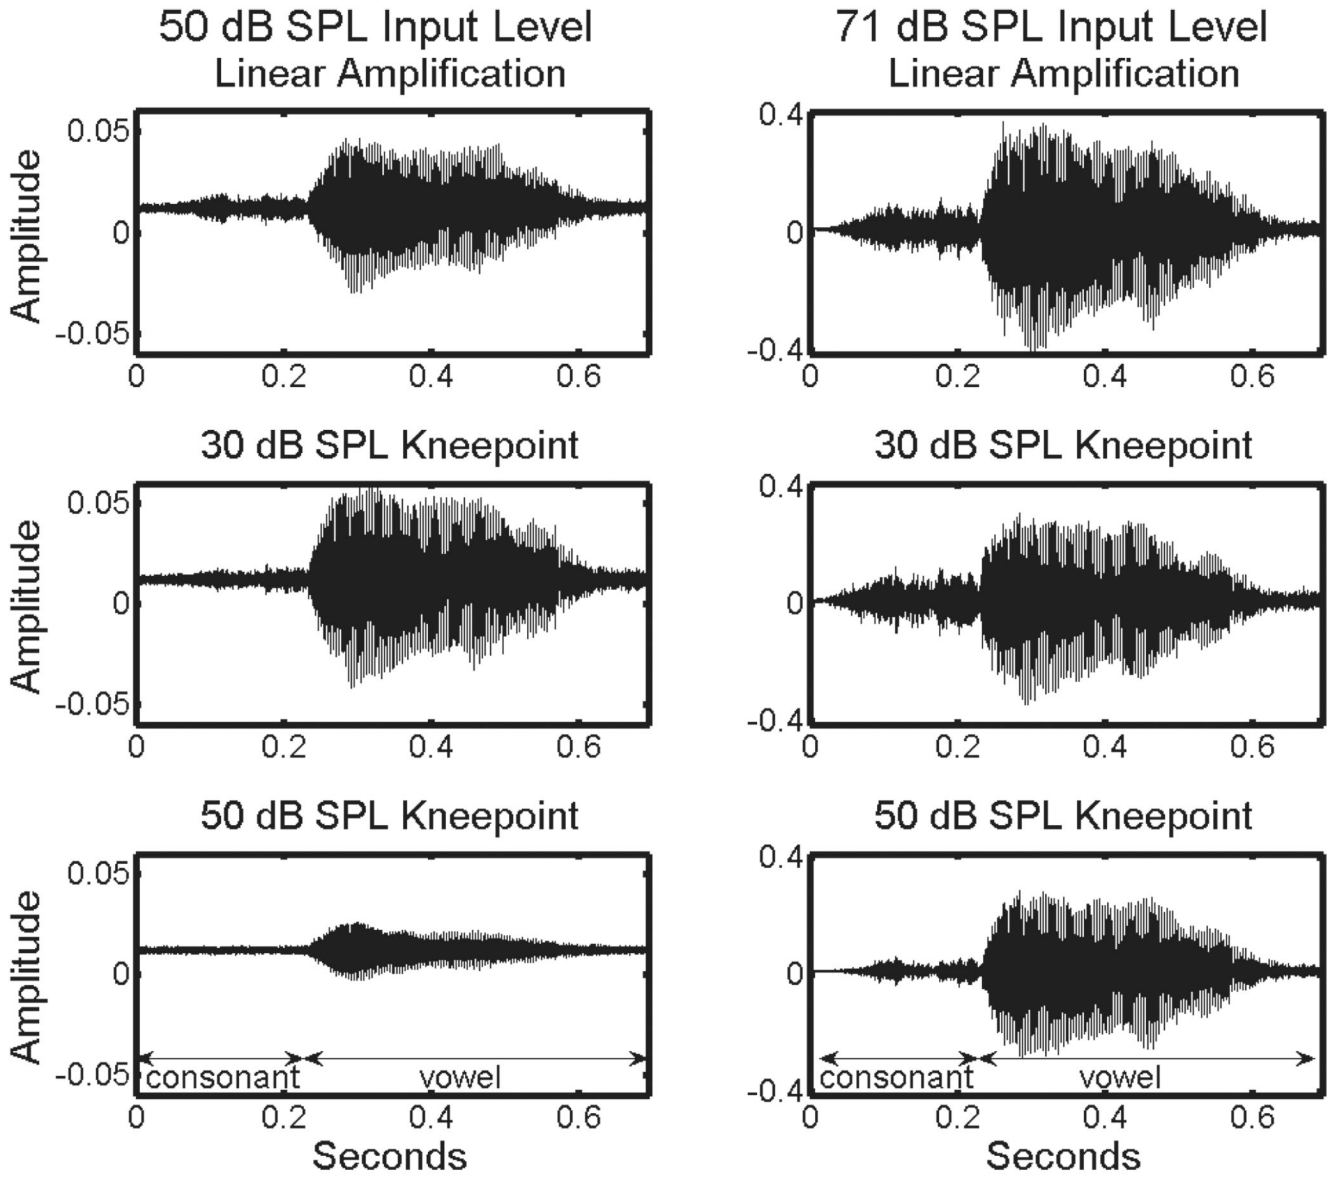 50 dB SPL Input Level
Linear Amplification
Amplitude
0.05
0
-0.05
0 0.2 0.4 0.6
71 dB SPL Input Level
Linear Amplification
0.4
0
-0.4
0 0.2 0.4 0.6
30 dB SPL Kneepoint
Amplitude
0.05
0
-0.05
0 0.2 0.4 0.6
30 dB SPL Kneepoint
0.4
0
-0.4
0 0.2 0.4 0.6
50 dB SPL Kneepoint
Amplitude
0.05
0
-0.05
consonant vowel
0 0.2 0.4 0.6
Seconds
50 dB SPL Kneepoint
0.4
0
-0.4
consonant vowel
0 0.2 0.4 0.6
Seconds